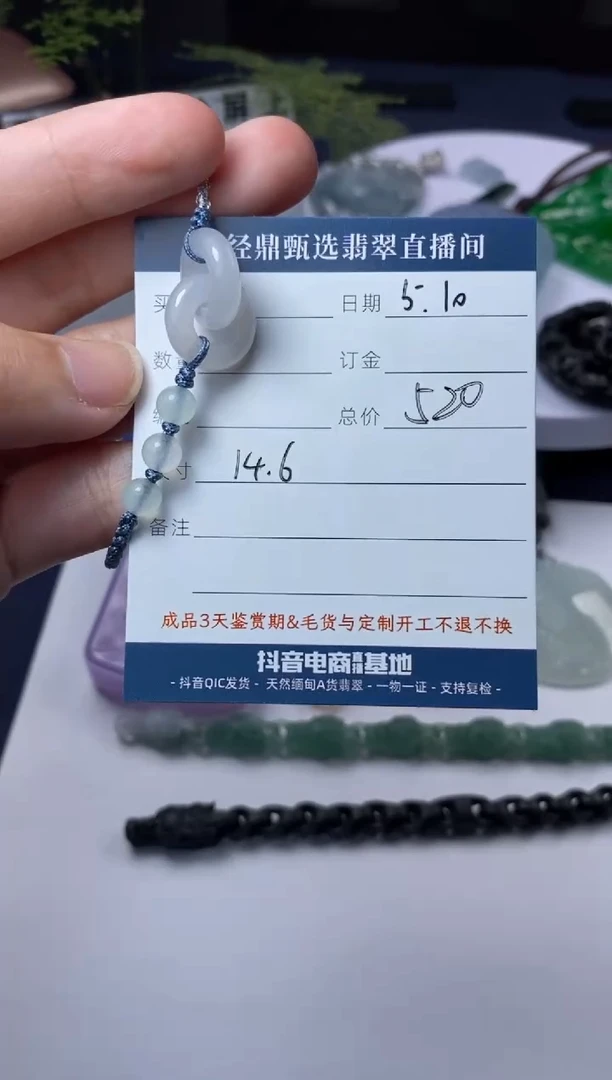 经鼎甄选翡翠直播间
买 日期 5.10
数 订金
总价 520
寸 14.6
备注
成品3天鉴赏期&毛货与定制开工不退不换
抖音电商基地
- 抖音QIC发货 - 天然缅甸A货翡翠 - 一物一证 - 支持复检 -